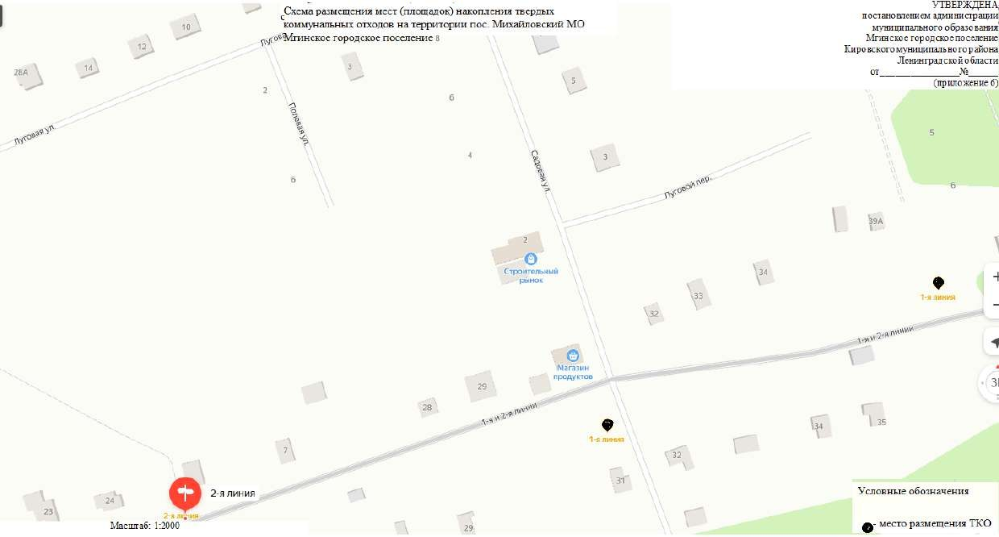 Схема размещения мест (площадок) накопления твердых
коммунальных отходов на территории пос. Михайловский МО
Мгинское городское поселение 8
УТВЕРЖДЕНА
постановлением администрации
муниципального образования
Мгинское городское поселение
Кировского муниципального района
Ленинградской области
от_________________№______
(приложение 6)
10
12
14
28А
Луговая ул.
2
Полевая ул.
6
3
6
4
5
Садовая ул.
3
Луговой пер.
5
6
39А
2
Строительный
рынок
34
33
32
1-я линия
1-я и 2-я линии
Магазин
продуктов
29
28
1-я и 2-я линии
1-я линия
34
35
32
31
7
2-я линия
24
23
2-я линия
29
Масштаб: 1:2000
Условные обозначения
- место размещения ТКО